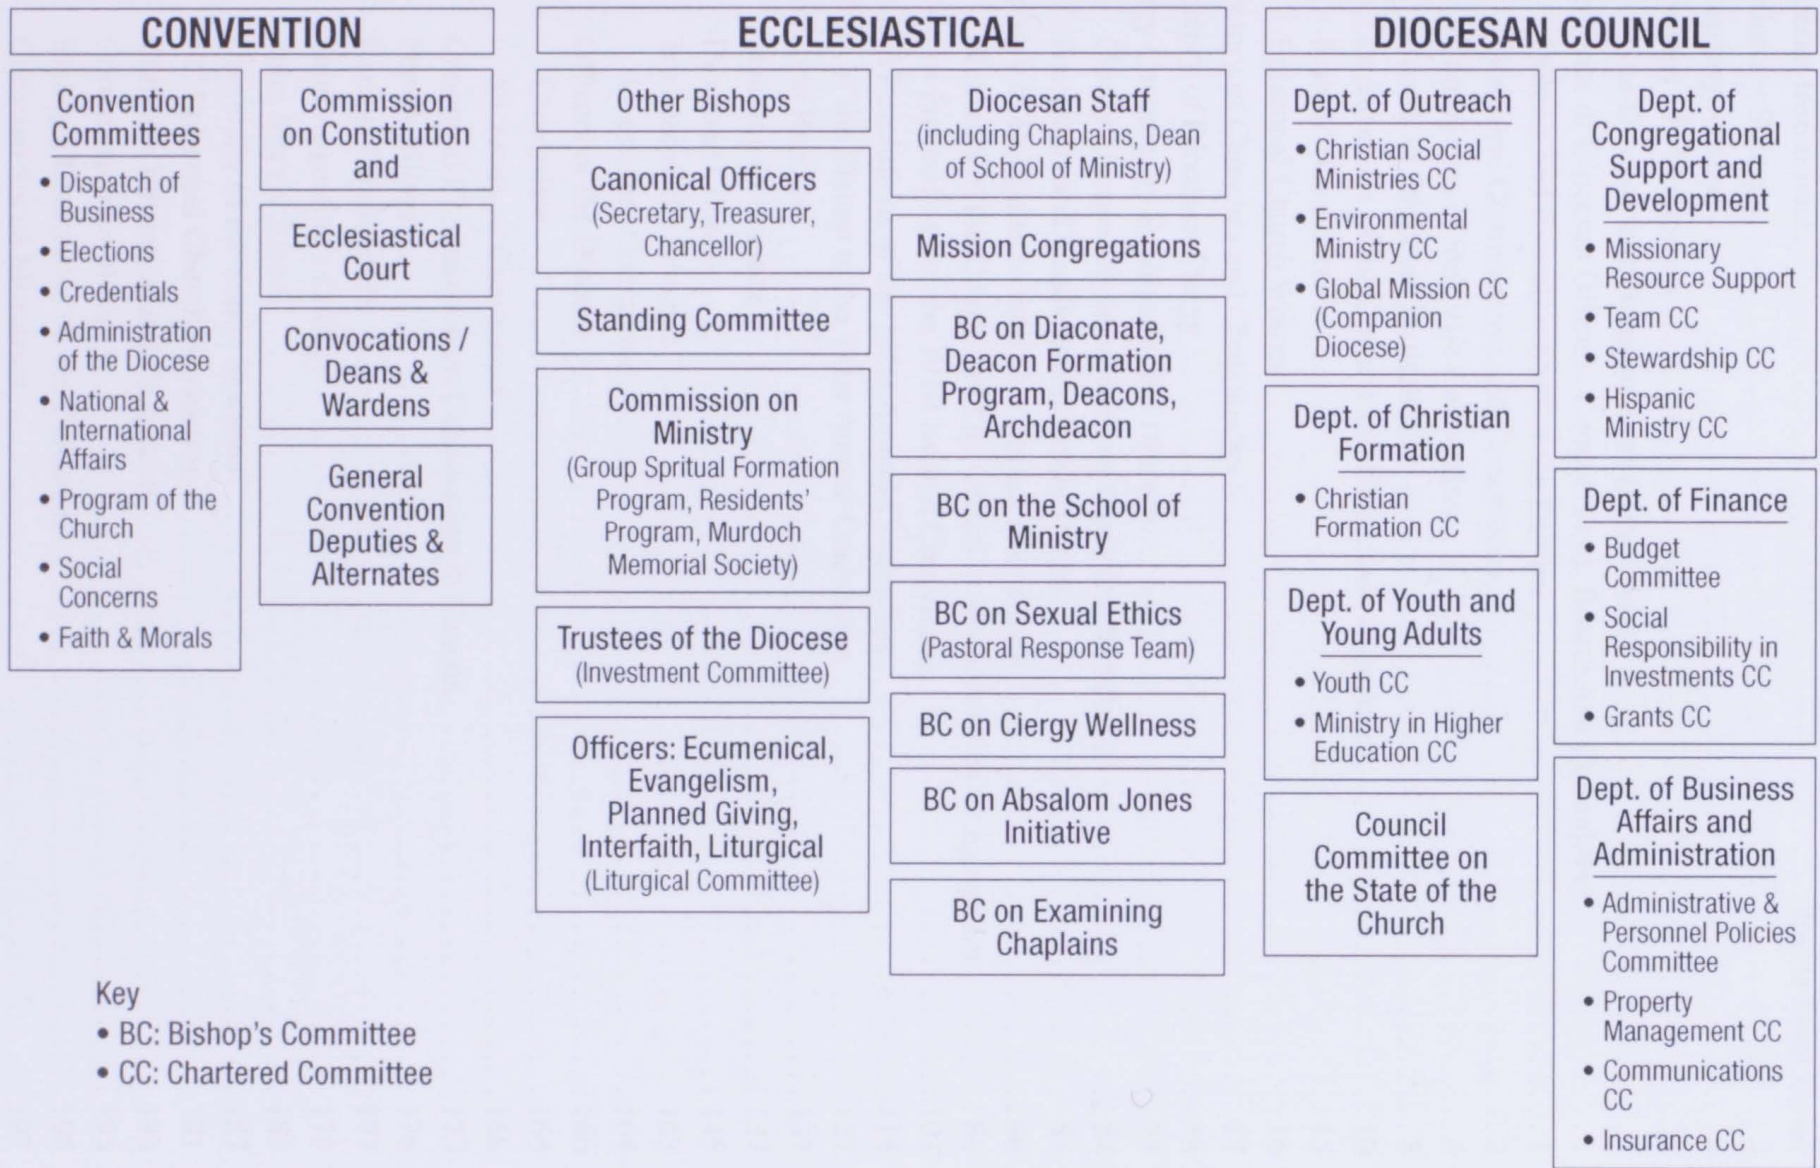 CONVENTION
Convention
Committees
• Dispatch of
Business
• Elections
• Credentials
• Administration
of the Diocese
• National &
International
Affairs
• Program of the
Church
• Social
Concerns
• Faith & Morals
Commission
on Constitution
and
Ecclesiastical
Court
Convocations /
Deans &
Wardens
General
Convention
Deputies &
Alternates
ECCLESIASTICAL
Other Bishops
Canonical Officers
(Secretary, Treasurer,
Chancellor)
Standing Committee
Commission on
Ministry
(Group Spritual Formation
Program, Residents'
Program, Murdoch
Memorial Society)
Trustees of the Diocese
(Investment Committee)
Officers: Ecumenical,
Evangelism,
Planned Giving,
Interfaith, Liturgical
(Liturgical Committee)
Diocesan Staff
(including Chaplains, Dean
of School of Ministry)
Mission Congregations
BC on Diaconate,
Deacon Formation
Program, Deacons,
Archdeacon
BC on the School of
Ministry
BC on Sexual Ethics
(Pastoral Response Team)
BC on Clergy Wellness
BC on Absalom Jones
Initiative
BC on Examining
Chaplains
DIOCESAN COUNCIL
Dept. of Outreach
• Christian Social
Ministries CC
• Environmental
Ministry CC
• Global Mission CC
(Companion
Diocese)
Dept. of Christian
Formation
• Christian
Formation CC
Dept. of Youth and
Young Adults
• Youth CC
• Ministry in Higher
Education CC
Council
Committee on
the State of the
Church
Dept. of
Congregational
Support and
Development
• Missionary
Resource Support
• Team CC
• Stewardship CC
• Hispanic
Ministry CC
Dept. of Finance
• Budget
Committee
• Social
Responsibility in
Investments CC
• Grants CC
Dept. of Business
Affairs and
Administration
• Administrative &
Personnel Policies
Committee
• Property
Management CC
• Communications
CC
• Insurance CC
Key
• BC: Bishop's Committee
• CC: Chartered Committee